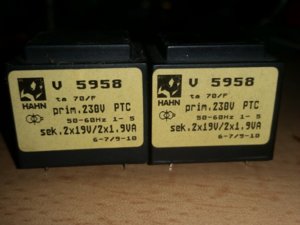 V 5958
ta 70/F
HAHN
prim.230V PTC
50-60Hz 1- 5
sek.2x19V/2x1.9VA
6-7/9-10
V 5958
ta 70/F
HAHN
prim.230V PTC
50-60Hz 1- 5
sek.2x19V/2x1.9VA
6-7/9-10